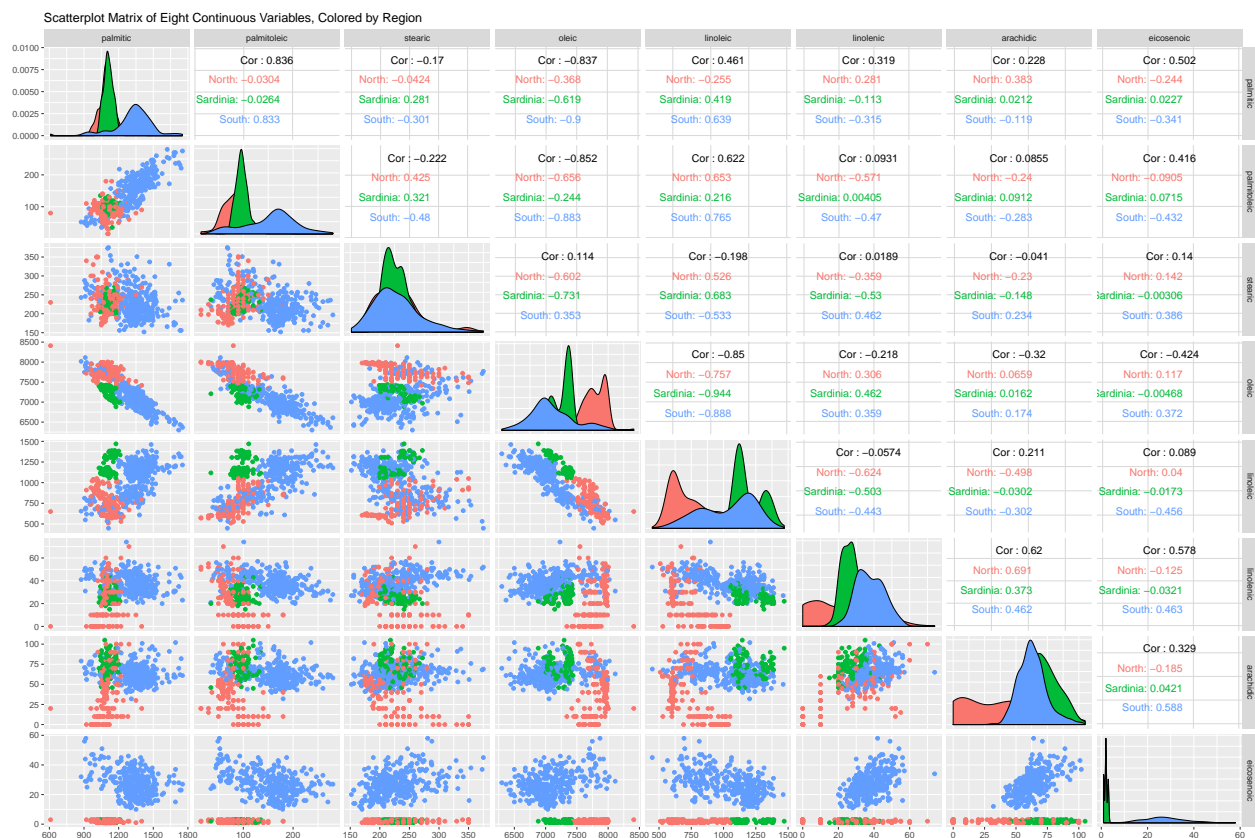 Scatterplot Matrix of Eight Continuous Variables, Colored by Region
palmitic palmitoleic stearic oleic linoleic linolenic arachidic eicosenoic
0.0100
0.0075
0.0050
0.0025
0.0000
Cor : 0.836 Cor : −0.17 Cor : −0.837 Cor : 0.461 Cor : 0.319 Cor : 0.228 Cor : 0.502
North: −0.0304 North: −0.0424 North: −0.368 North: −0.255 North: 0.281 North: 0.383 North: −0.244
Sardinia: −0.0264 Sardinia: 0.281 Sardinia: −0.619 Sardinia: 0.419 Sardinia: −0.113 Sardinia: 0.0212 Sardinia: 0.0227
South: 0.833 South: −0.301 South: −0.9 South: 0.639 South: −0.315 South: −0.119 South: −0.341
palmitic
200
100
Cor : −0.222 Cor : −0.852 Cor : 0.622 Cor : 0.0931 Cor : 0.0855 Cor : 0.416
North: 0.425 North: −0.656 North: 0.653 North: −0.571 North: −0.24 North: −0.0905
Sardinia: 0.321 Sardinia: −0.244 Sardinia: 0.216 Sardinia: 0.00405 Sardinia: 0.0912 Sardinia: 0.0715
South: −0.48 South: −0.883 South: 0.765 South: −0.47 South: −0.283 South: −0.432
palmitoleic
350
300
250
200
150
Cor : 0.114 Cor : −0.198 Cor : 0.0189 Cor : −0.041 Cor : 0.14
North: −0.602 North: 0.526 North: −0.359 North: −0.23 North: 0.142
Sardinia: −0.731 Sardinia: 0.683 Sardinia: −0.53 Sardinia: −0.148 Sardinia: −0.00306
South: 0.353 South: −0.533 South: 0.462 South: 0.234 South: 0.386
stearic
8500
8000
7500
7000
6500
Cor : −0.85 Cor : −0.218 Cor : −0.32 Cor : −0.424
North: −0.757 North: 0.306 North: 0.0659 North: 0.117
Sardinia: −0.944 Sardinia: 0.462 Sardinia: 0.0162 Sardinia: −0.00468
South: −0.888 South: 0.359 South: 0.174 South: 0.372
oleic
1500
1250
1000
750
500
Cor : −0.0574 Cor : 0.211 Cor : 0.089
North: −0.624 North: −0.498 North: 0.04
Sardinia: −0.503 Sardinia: −0.0302 Sardinia: −0.0173
South: −0.443 South: −0.302 South: −0.456
linoleic
60
40
20
0
Cor : 0.62 Cor : 0.578
North: 0.691 North: −0.125
Sardinia: 0.373 Sardinia: −0.0321
South: 0.462 South: 0.463
linolenic
100
75
50
25
0
Cor : 0.329
North: −0.185
Sardinia: 0.0421
South: 0.588
arachidic
60
40
20
0
eicosenoic
600 900 1200 1500 1800 100 200 150 200 250 300 350 6500 7000 7500 8000 8500 500 750 1000 1250 1500 0 20 40 60 0 25 50 75 100 0 20 40 60